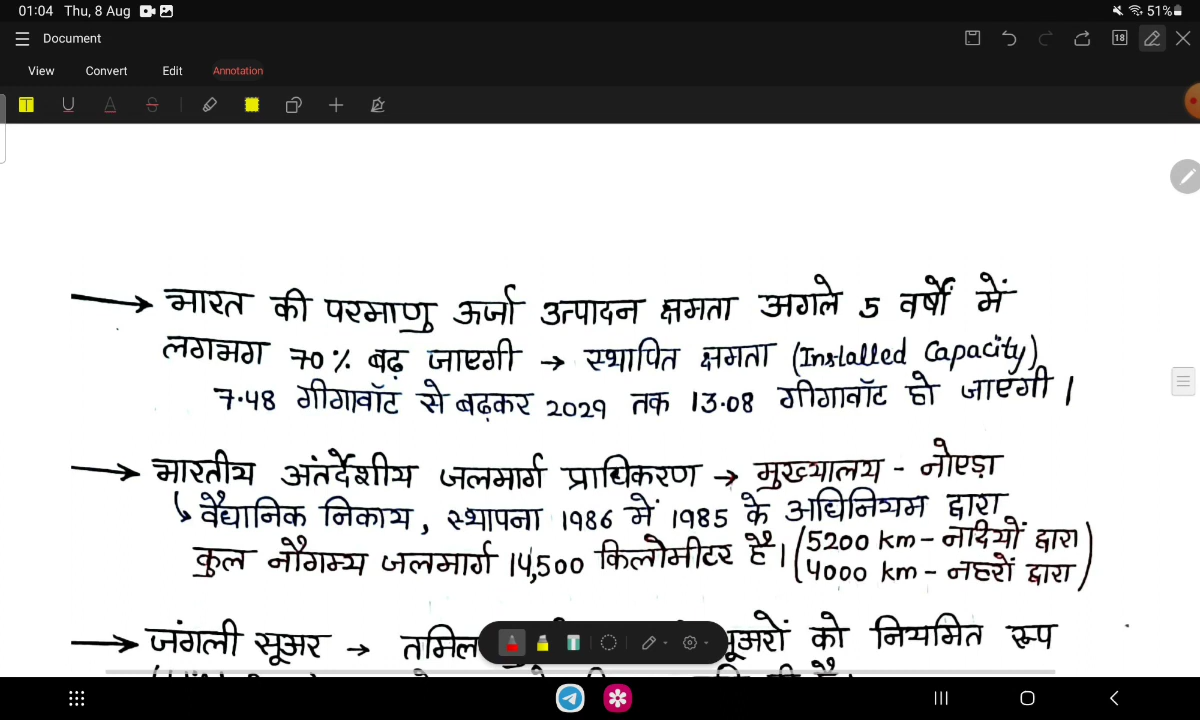 01:04 Thu, 8 Aug 51%
Document 18
View Convert Edit Annotation
T U A S
→ भारत की परमाणु ऊर्जा उत्पादन क्षमता अगले 5 वर्षों में
लगभग 70% बढ़ जाएगी → स्थापित क्षमता (Installed Capacity)
7.48 गीगावॉट से बढ़कर 2029 तक 13.08 गीगावॉट हो जाएगी।
→ भारतीय अंतर्देशीय जलमार्ग प्राधिकरण → मुख्यालय - नोएड़ा
↳ वैधानिक निकाय, स्थापना 1986 में 1985 के अधिनियम द्वारा
कुल नौगम्य जलमार्ग 14,500 किलोमीटर है। (5200 km - नदियों द्वारा
4000 km - नहरों द्वारा)
→ जंगली सूअर → तमिल को नियमित रूप